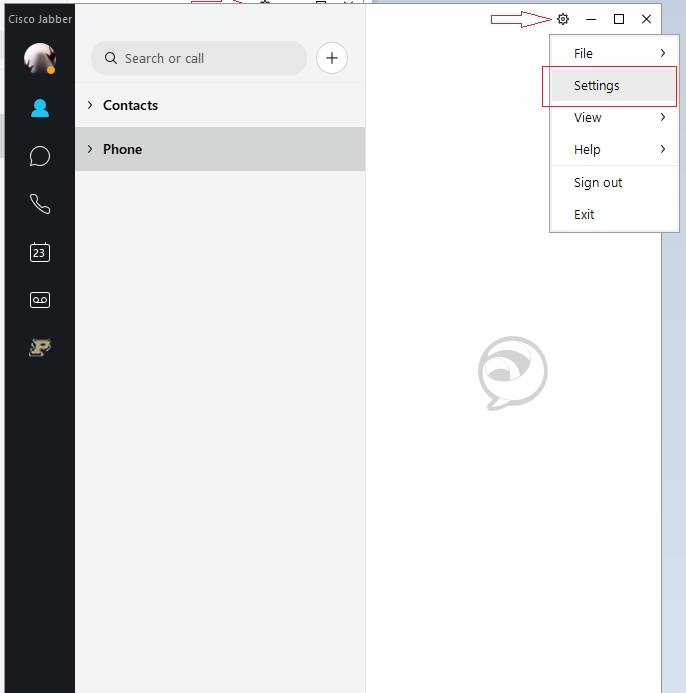 Cisco Jabber
Search or call
Contacts
Phone
23
P
File
Settings
View
Help
Sign out
Exit